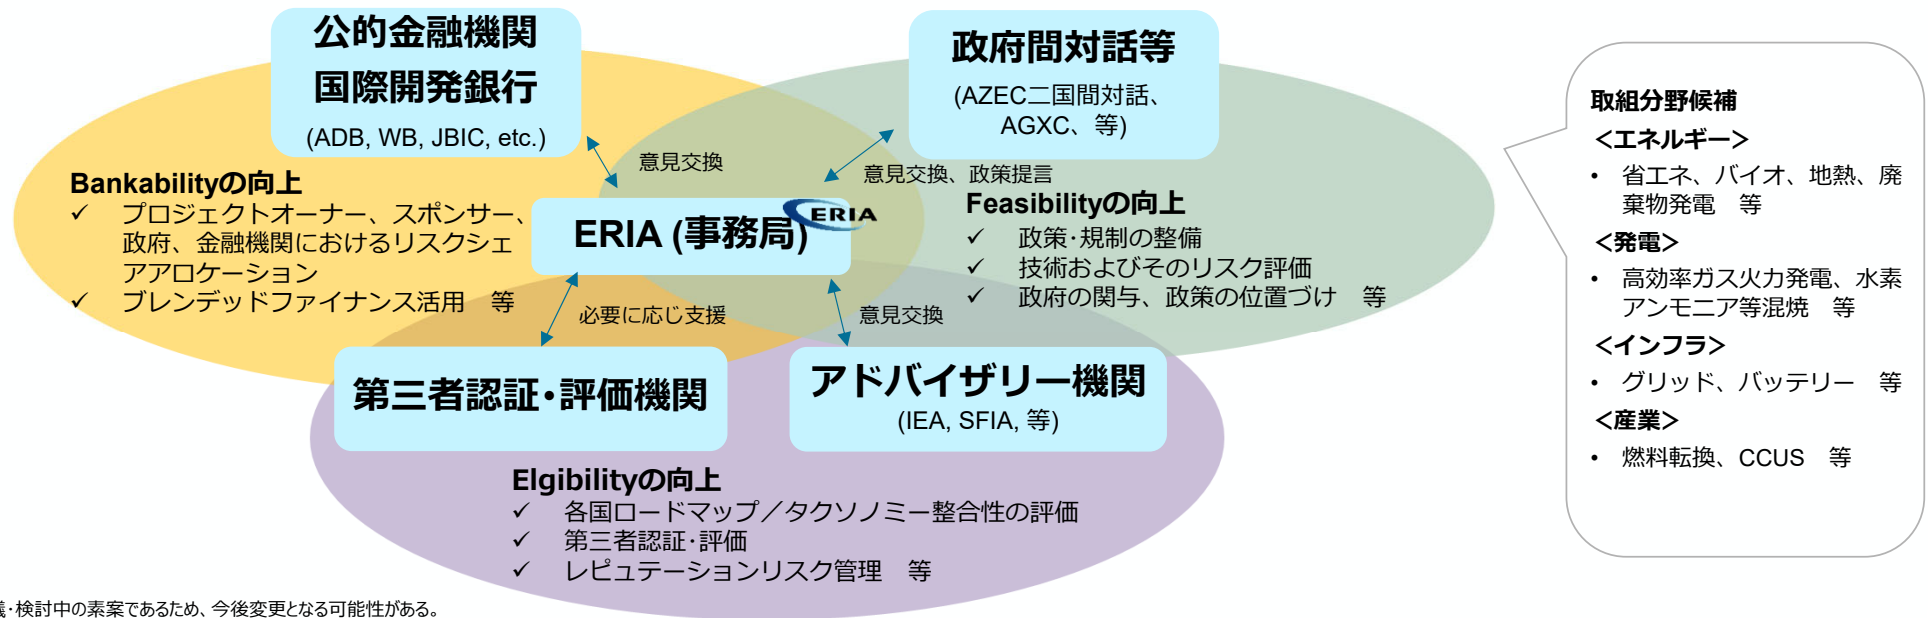 公的金融機関
国際開発銀行
(ADB, WB, JBIC, etc.)
政府間対話等
(AZEC二国間対話、
AGXC、等)
意見交換
意見交換、政策提言
Bankabilityの向上
✓ プロジェクトオーナー、スポンサー、
政府、金融機関におけるリスクシェ
アアロケーション
✓ ブレンデッドファイナンス活用 等
ERIA (事務局)
ERIA
Feasibilityの向上
✓ 政策・規制の整備
✓ 技術およびそのリスク評価
✓ 政府の関与、政策の位置づけ 等
必要に応じ支援
意見交換
第三者認証・評価機関
アドバイザリー機関
(IEA, SFIA, 等)
Elgibilityの向上
✓ 各国ロードマップ／タクソノミー整合性の評価
✓ 第三者認証・評価
✓ レピュテーションリスク管理 等
取組分野候補
＜エネルギー＞
• 省エネ、バイオ、地熱、廃
棄物発電 等
＜発電＞
• 高効率ガス火力発電、水素
アンモニア等混焼 等
＜インフラ＞
• グリッド、バッテリー 等
＜産業＞
• 燃料転換、CCUS 等
・検討中の素案であるため、今後変更となる可能性がある。